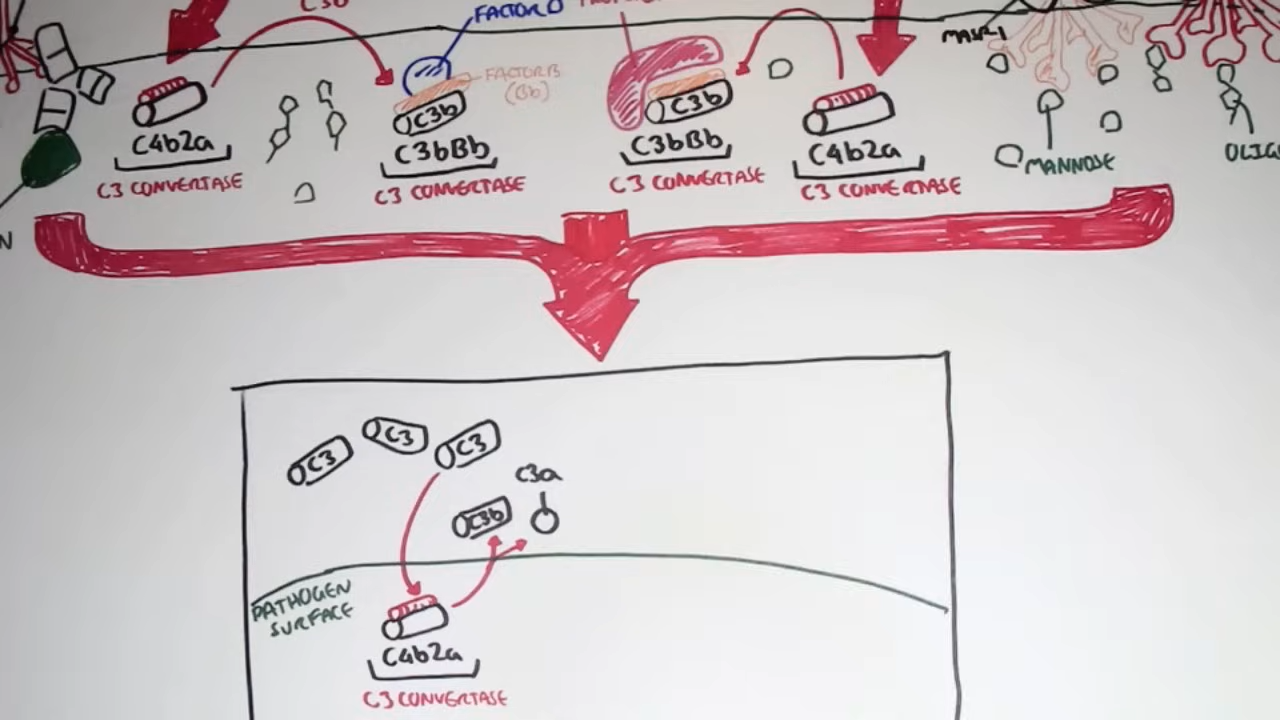 C3b
FACTOR D
MASP-1
FACTOR B
(Bb)
C3b
C3b
C4b2a
C3bBb
C3bBb
C4b2a
C3 CONVERTASE
C3 CONVERTASE
C3 CONVERTASE
C3 CONVERTASE
MANNOSE
N
C3
C3
C3
C3a
C3b
PATHOGEN
SURFACE
C4b2a
C3 CONVERTASE